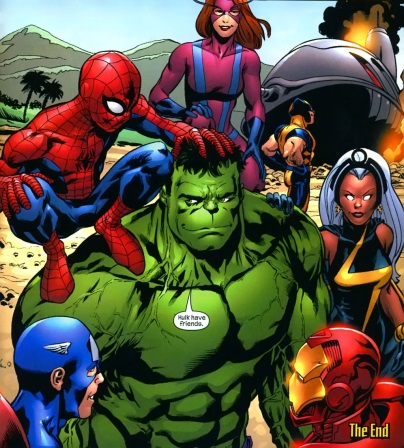 Hulk have
friends.
The End